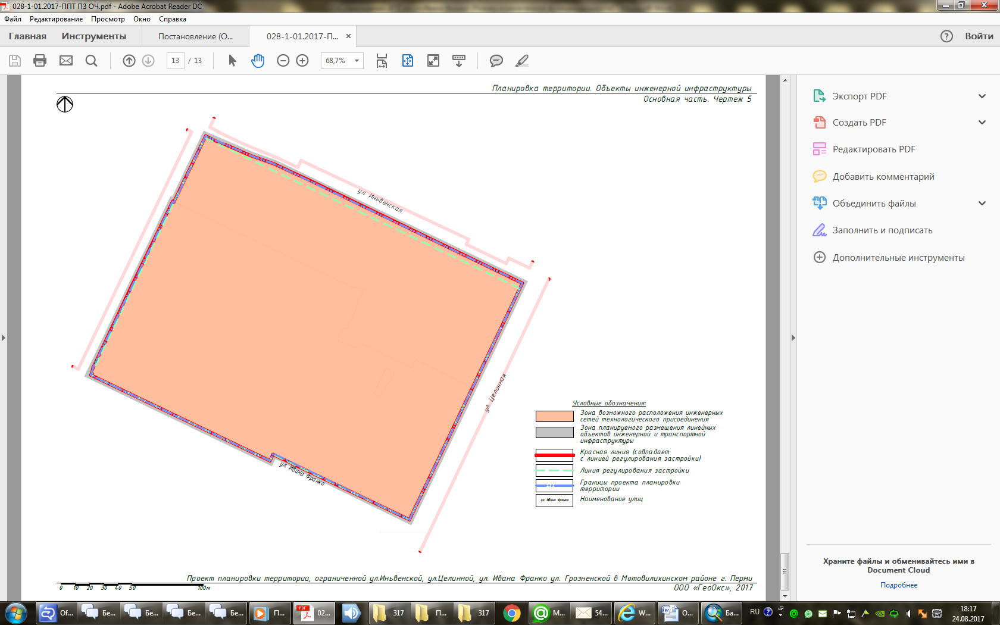 028-1-01.2017-ППТ ПЗ ОЧ.pdf - Adobe Acrobat Reader DC
Файл Редактирование Просмотр Окно Справка
Главная Инструменты Постановление (О... 028-1-01.2017-П... Войти
13 / 13 68,7%
Планировка территории. Объекты инженерной инфраструктуры
Основная часть. Чертеж 5
ул. Иньвенская
ул. Целинная
ул. Ивана Франко
Условные обозначения:
Зона возможного расположения инженерных
сетей технологического присоединения
Зона планируемого размещения линейных
объектов инженерной и транспортной
инфраструктуры
Красная линия (совпадает
с линией регулирования застройки)
Линия регулирования застройки
Границы проекта планировки
территории
ул. Ивана Франко Наименование улиц
Проект планировки территории, ограниченной ул.Иньвенской, ул.Целинной, ул. Ивана Франко ул. Грозненской в Мотовилихинском районе г. Перми
0 10 20 30 40 50 100м ООО «ГеоОкс», 2017
Экспорт PDF
Создать PDF
Редактировать PDF
Добавить комментарий
Объединить файлы
Заполнить и подписать
Дополнительные инструменты
Храните файлы и обменивайтесь ими в
Document Cloud
Подробнее
Of... Бе... Бе... Бе... Бе... П... PDF 02... 317 П... 317 М... 54... W... О... Ба... RU 18:17
24.08.2017